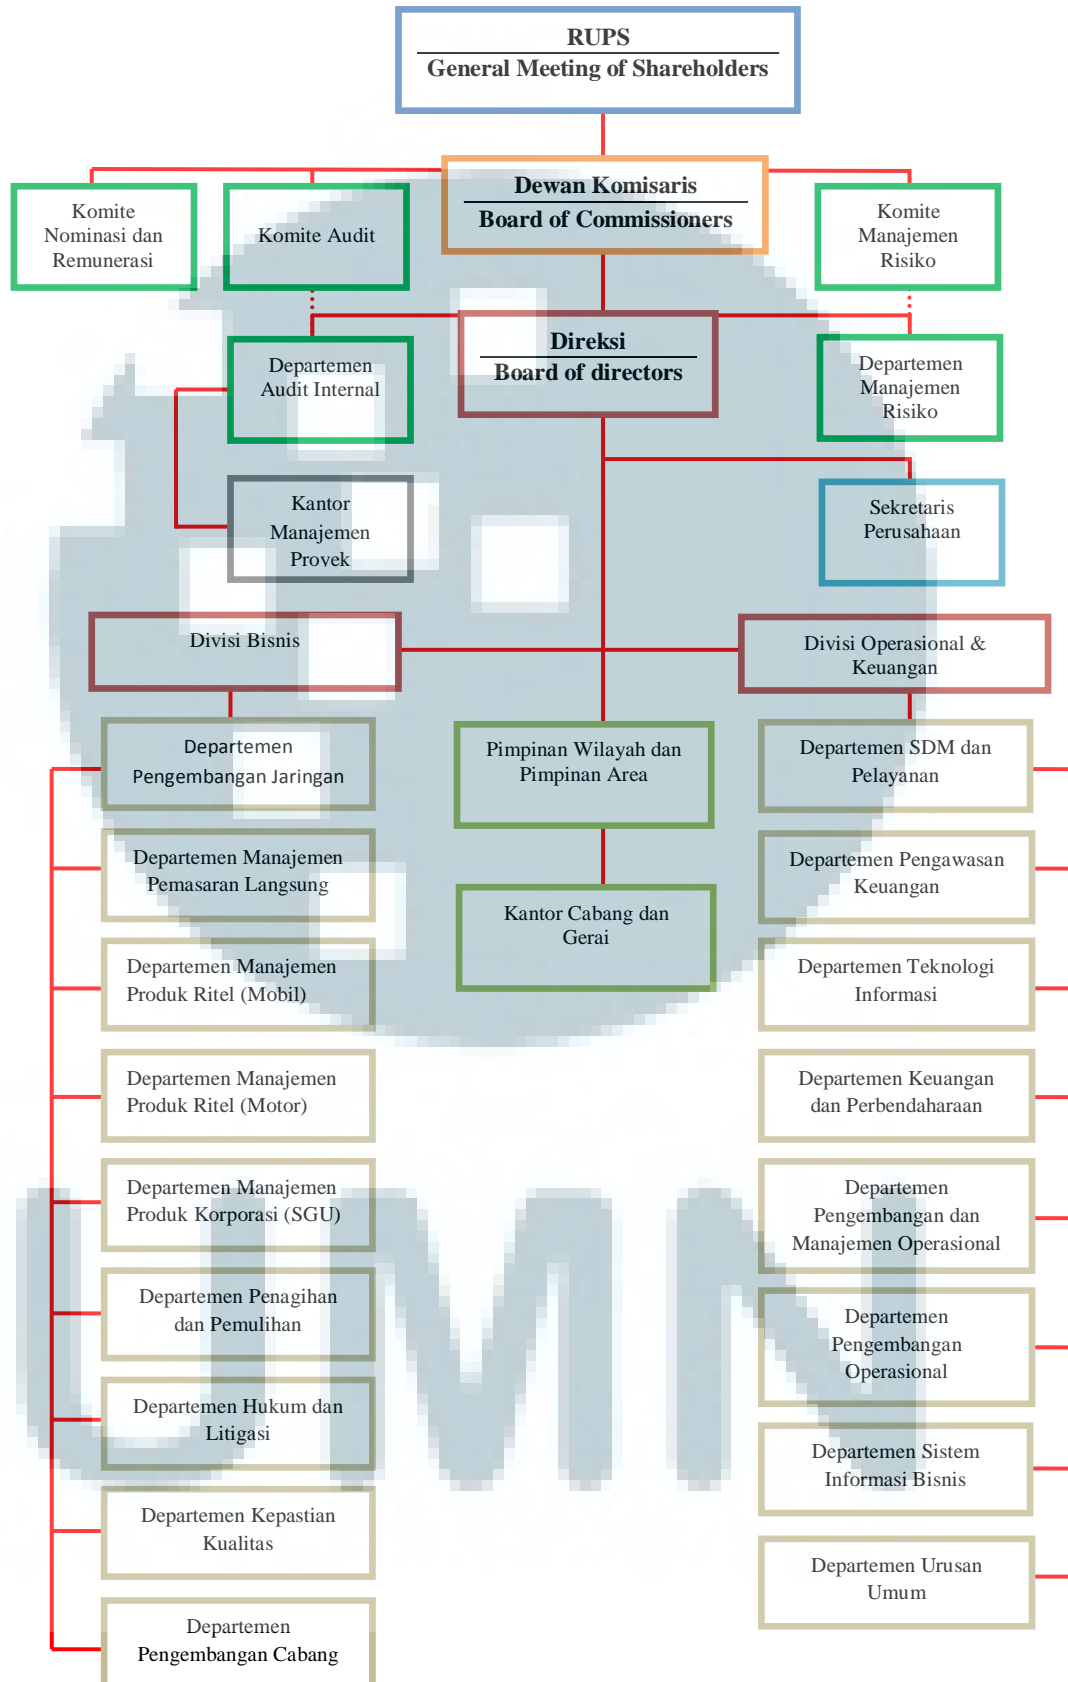 RUPS
General Meeting of Shareholders
Dewan Komisaris
Board of Commissioners
Komite
Nominasi dan
Remunerasi
Komite Audit
Komite
Manajemen
Risiko
Direksi
Board of directors
Departemen
Audit Internal
Departemen
Manajemen
Risiko
Kantor
Manajemen
Proyek
Sekretaris
Perusahaan
Divisi Bisnis
Divisi Operasional &
Keuangan
Departemen
Pengembangan Jaringan
Departemen Manajemen
Pemasaran Langsung
Departemen Manajemen
Produk Ritel (Mobil)
Departemen Manajemen
Produk Ritel (Motor)
Departemen Manajemen
Produk Korporasi (SGU)
Departemen Penagihan
dan Pemulihan
Departemen Hukum dan
Litigasi
Departemen Kepastian
Kualitas
Departemen
Pengembangan Cabang
Pimpinan Wilayah dan
Pimpinan Area
Kantor Cabang dan
Gerai
Departemen SDM dan
Pelayanan
Departemen Pengawasan
Keuangan
Departemen Teknologi
Informasi
Departemen Keuangan
dan Perbendaharaan
Departemen
Pengembangan dan
Manajemen Operasional
Departemen
Pengembangan
Operasional
Departemen Sistem
Informasi Bisnis
Departemen Urusan
Umum
UMN